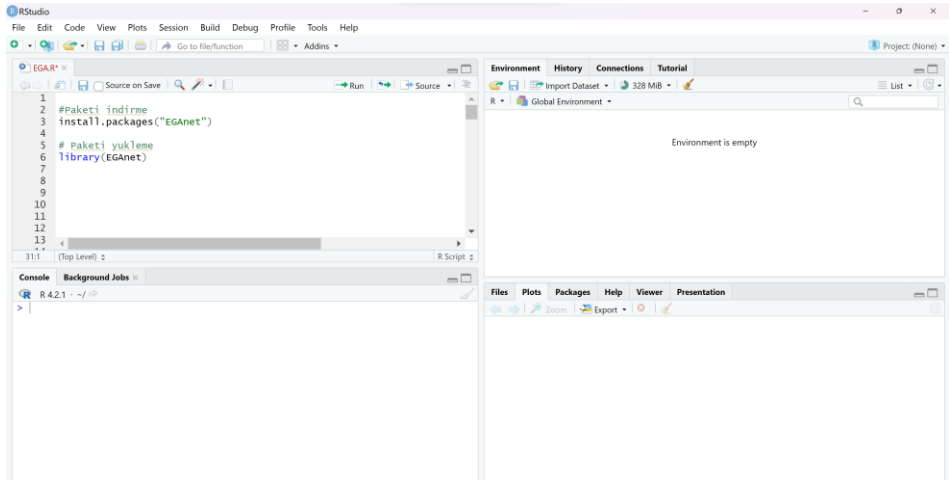 RStudio
File Edit Code View Plots Session Build Debug Profile Tools Help
Go to file/function Addins Project: (None)
EGA.R*
Source on Save Run Source
1
2 #Paketi indirme
3 install.packages("EGAnet")
4
5 # Paketi yukleme
6 library(EGAnet)
7
8
9
10
11
12
13
31:1 (Top Level) R Script
Console Background Jobs
R 4.2.1 · ~/
>
Environment History Connections Tutorial
Import Dataset 328 MiB List
R Global Environment
Environment is empty
Files Plots Packages Help Viewer Presentation
Zoom Export